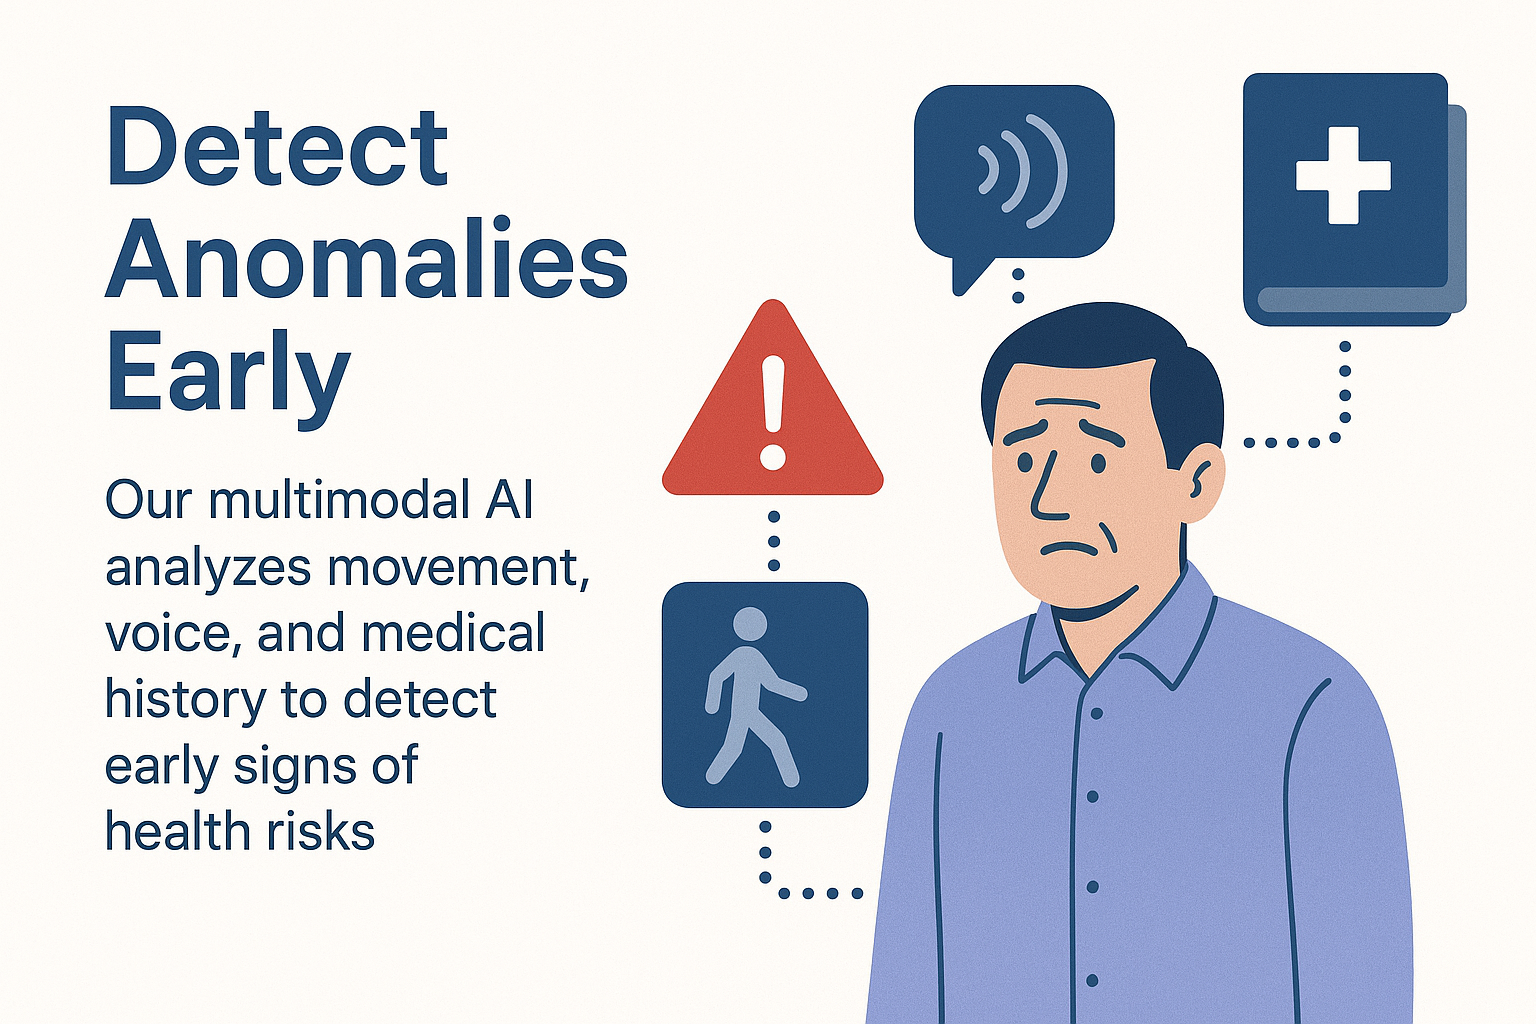 Detect
Anomalies
Early
Our multimodal AI
analyzes movement,
voice, and medical
history to detect
early signs of
health risks